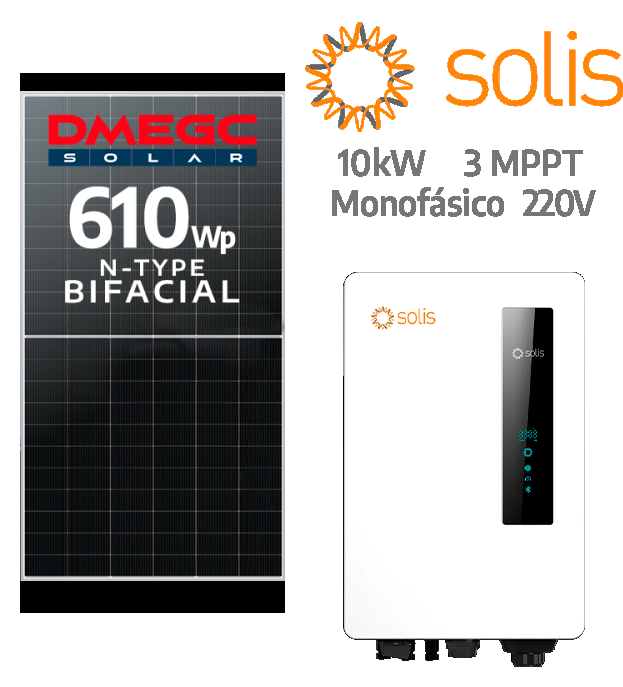 DMEGC
SOLAR
610Wp
N-TYPE
BIFACIAL
solis
10kW 3 MPPT
Monofásico 220V
solis
solis